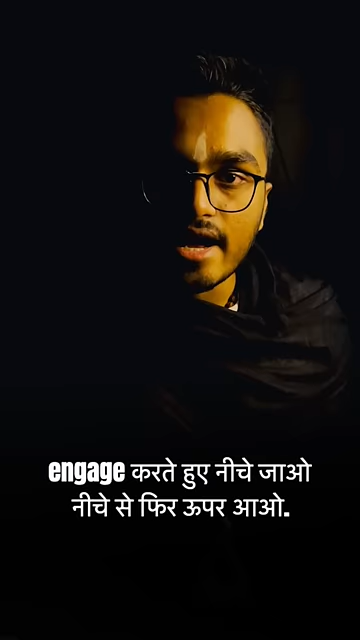 engage करते हुए नीचे जाओ
नीचे से फिर ऊपर आओ.